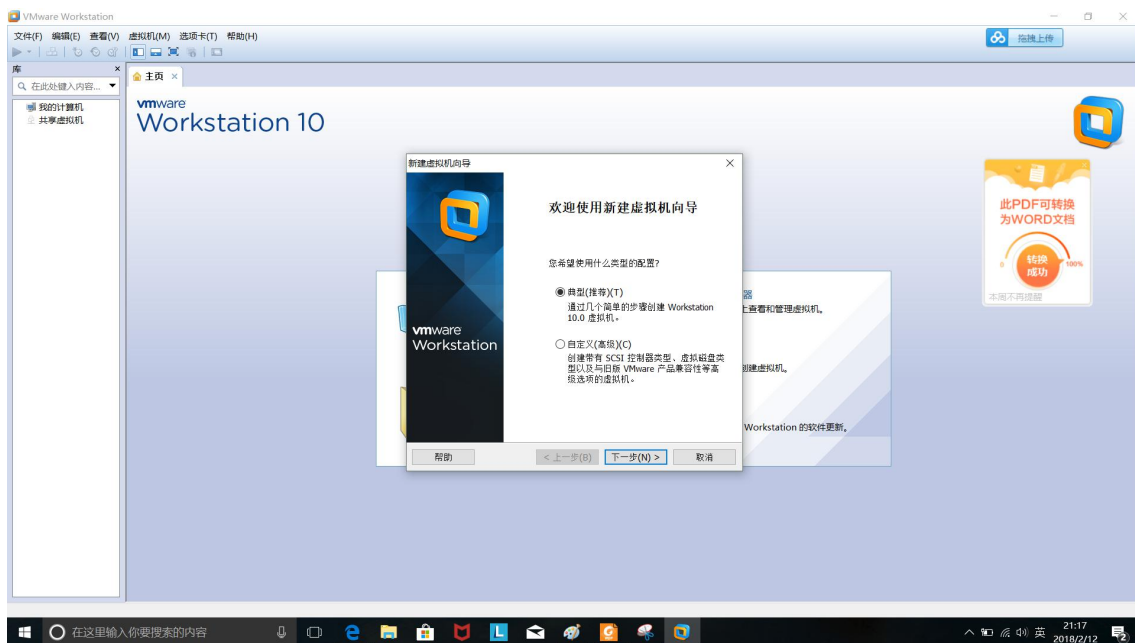 VMware Workstation
文件(F) 编辑(E) 查看(V) 虚拟机(M) 选项卡(T) 帮助(H)
拖拽上传
库
在此处键入内容...
主页
我的计算机
共享虚拟机
vmware
Workstation 10
新建虚拟机向导
欢迎使用新建虚拟机向导
您希望使用什么类型的配置?
典型(推荐)(T)
通过几个简单的步骤创建 Workstation
10.0 虚拟机。
自定义(高级)(C)
创建带有 SCSI 控制器类型、虚拟磁盘类
型以及与旧版 VMware 产品兼容性等高
级选项的虚拟机。
vmware
Workstation
帮助
< 上一步(B)
下一步(N) >
取消
器
上查看和管理虚拟机。
创建虚拟机。
Workstation 的软件更新。
此PDF可转换
为WORD文档
转换
成功
0
100%
本周不再提醒
在这里输入你要搜索的内容
L
英
21:17
2018/2/12
2